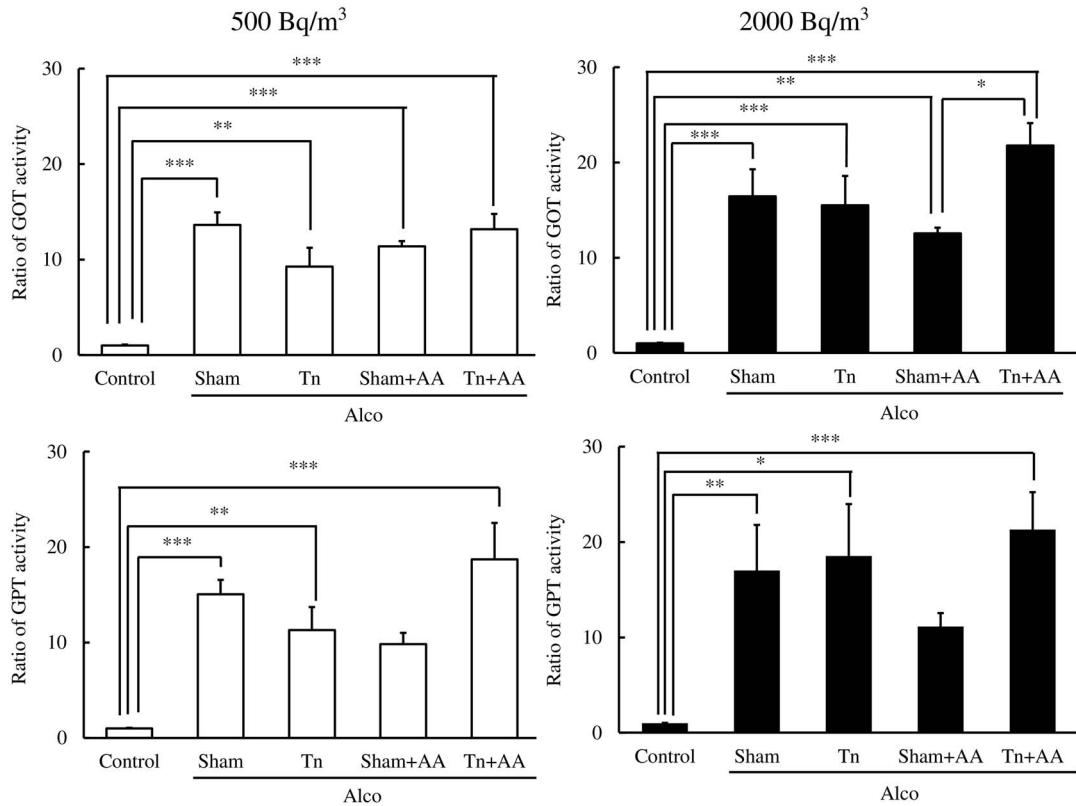 500 Bq/m³
2000 Bq/m³
Ratio of GOT activity
30
20
10
0
***
***
**
***
Control Sham Tn Sham+AA Tn+AA
Alco
Ratio of GOT activity
30
20
10
0
***
**
*
***
***
Control Sham Tn Sham+AA Tn+AA
Alco
Ratio of GPT activity
30
20
10
0
***
**
***
Control Sham Tn Sham+AA Tn+AA
Alco
Ratio of GPT activity
30
20
10
0
***
*
**
Control Sham Tn Sham+AA Tn+AA
Alco